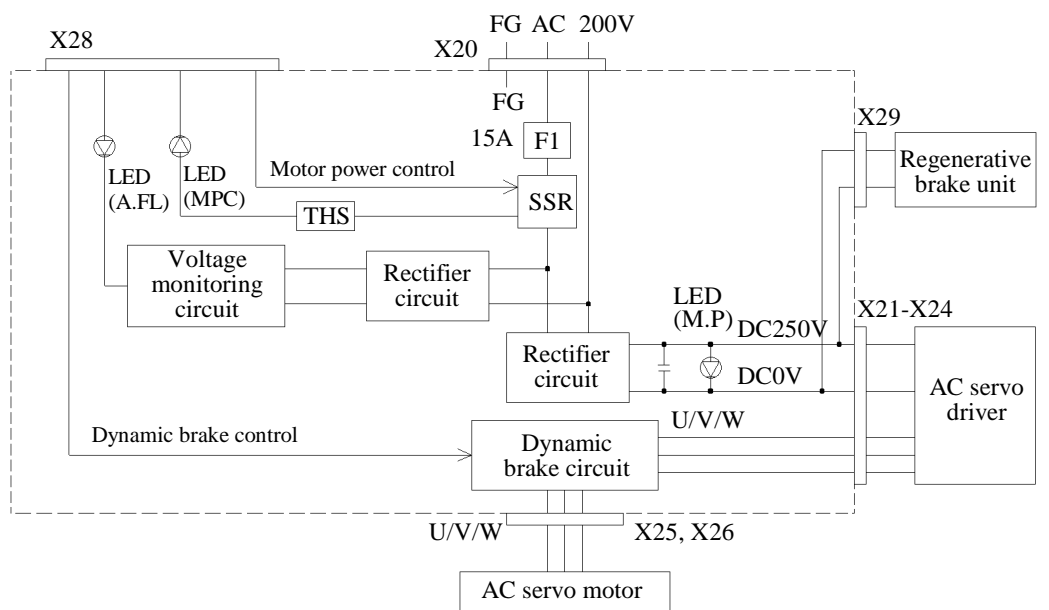 FG AC 200V
X28
X20
FG
X29
15A
F1
Regenerative
brake unit
Motor power control
LED
(A.FL)
LED
(MPC)
SSR
THS
Voltage
monitoring
circuit
Rectifier
circuit
LED
(M.P)
X21-X24
DC250V
Rectifier
circuit
DC0V
AC servo
driver
U/V/W
Dynamic brake control
Dynamic
brake circuit
U/V/W
X25, X26
AC servo motor